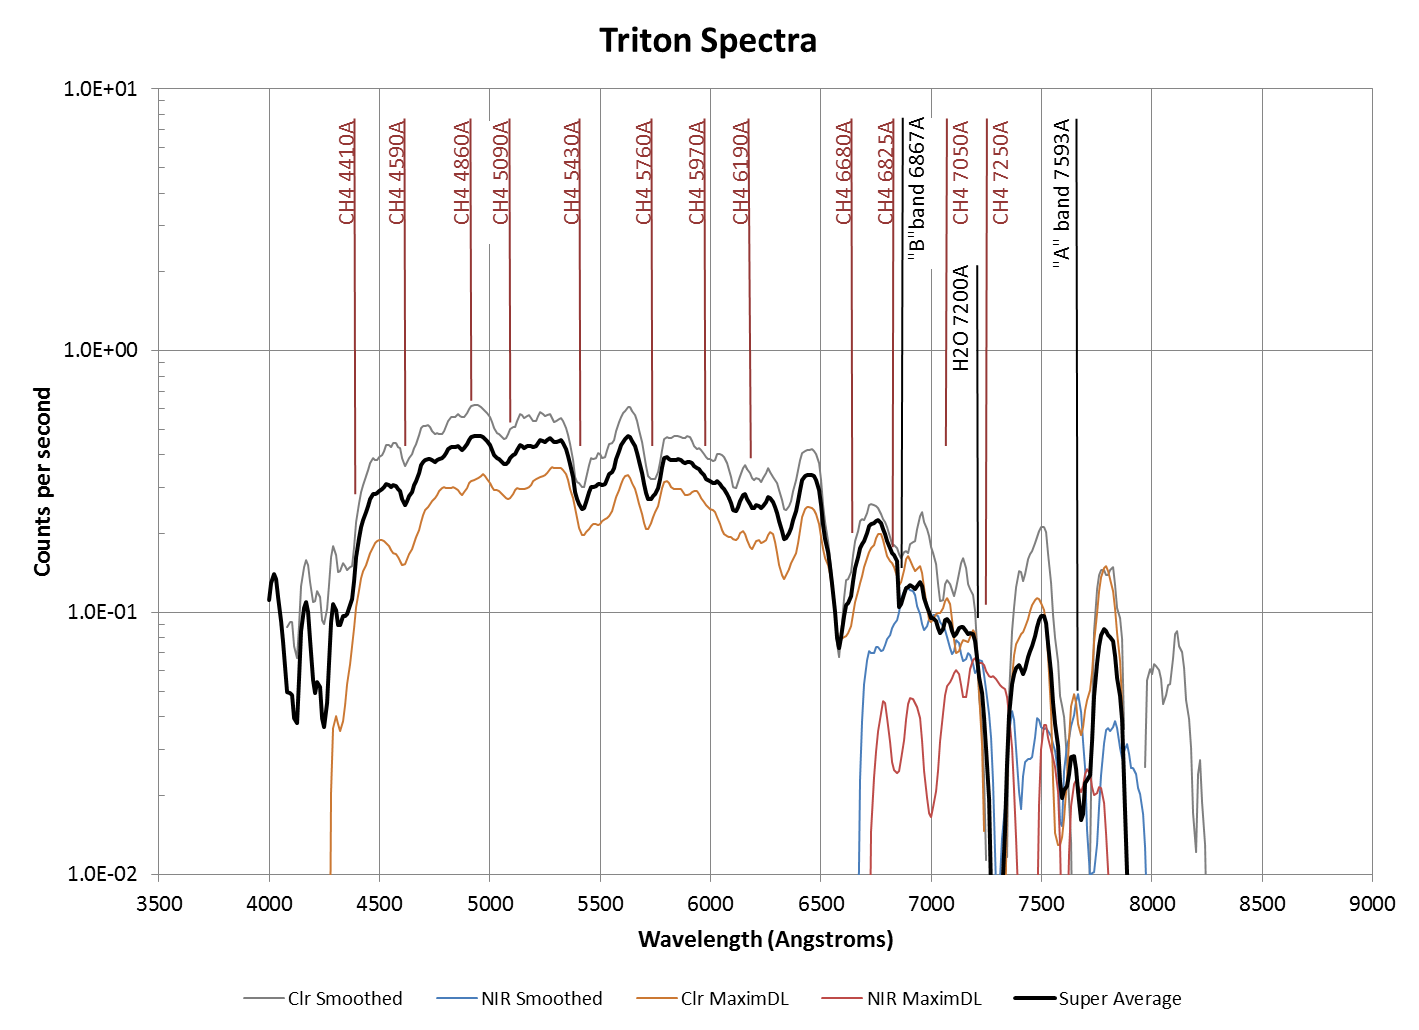 Triton Spectra
1.0E+01
1.0E+00
1.0E-01
1.0E-02
Counts per second
CH4 4410A
CH4 4590A
CH4 4860A
CH4 5090A
CH4 5430A
CH4 5760A
CH4 5970A
CH4 6190A
CH4 6680A
CH4 6825A
"B"band 6867A
CH4 7050A
H2O 7200A
CH4 7250A
"A" band 7593A
3500 4000 4500 5000 5500 6000 6500 7000 7500 8000 8500 9000
Wavelength (Angstroms)
Clr Smoothed NIR Smoothed Clr MaximDL NIR MaximDL Super Average